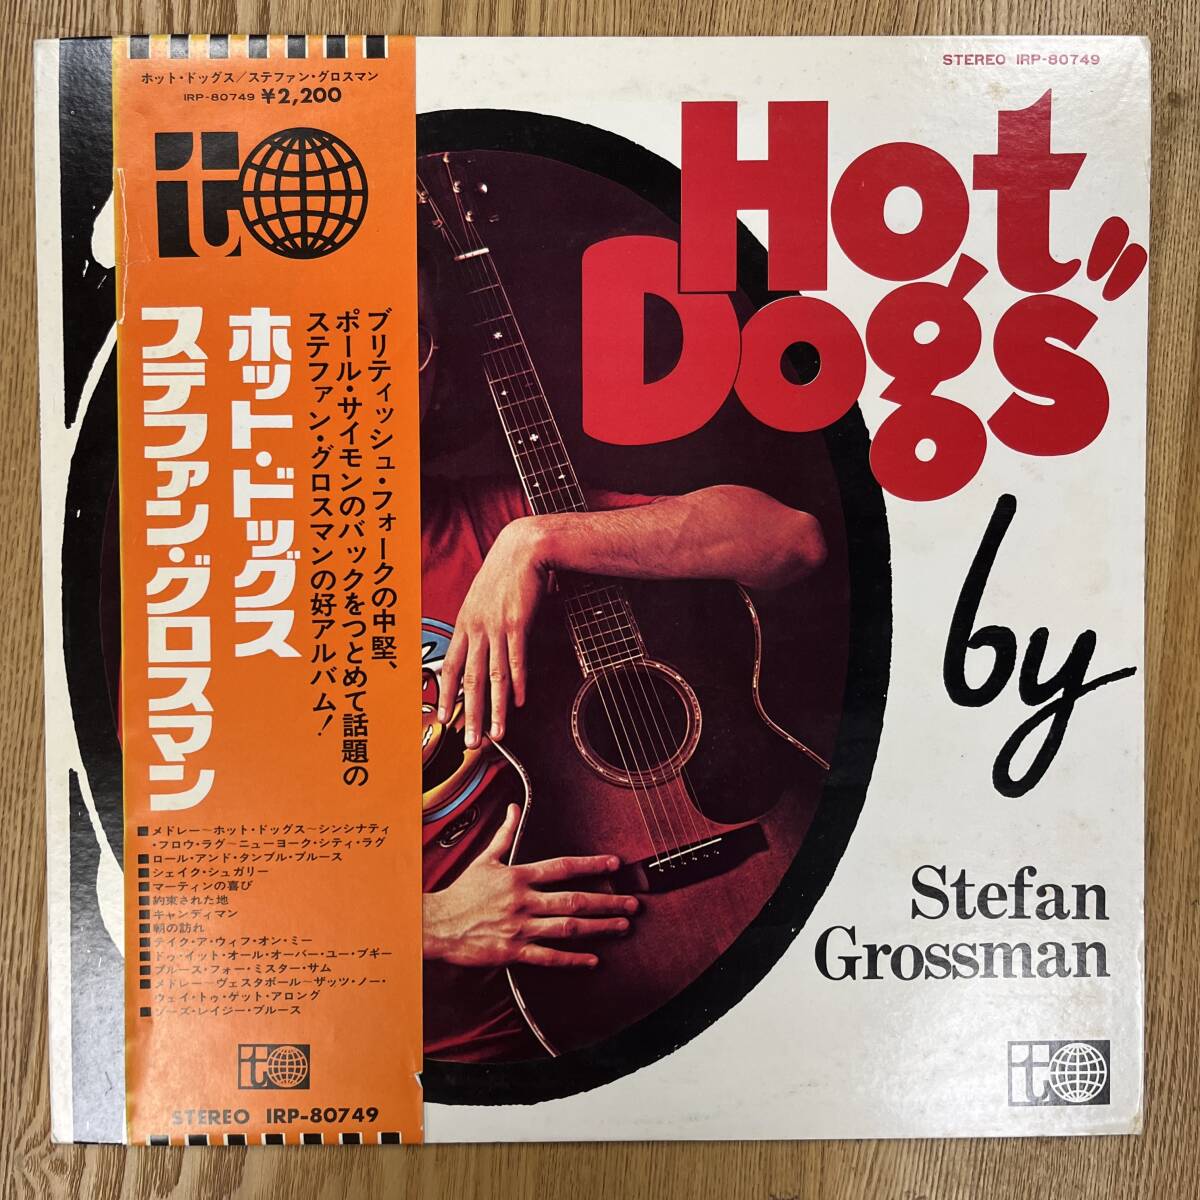 ホット・ドッグス/ステファン・グロスマン
IRP-80749 ¥2,200
it
ブリティッシュ・フォークの中堅、
ポール・サイモンのバックをつとめて話題の
ステファン・グロスマンの好アルバム!
ホット・ドッグス
ステファン・グロスマン
■メドレー〜ホット・ドッグス〜シンシナティ
・フロウ・ラグ〜ニューヨーク・シティ・ラグ
■ロール・アンド・タンブル・ブルース
■シェイク・シュガリー
■マーティンの喜び
■約束された地
■キャンディマン
■朝の訪れ
■テイク・ア・ウィフ・オン・ミー
■ドゥ・イット・オール・オーバー・ユー・ブギー
■ブルース・フォー・ミスター・サム
■メドレー〜ヴェスタポール〜ザッツ・ノー・
ウェイ・トゥ・ゲット・アロング
■ソーズ・レイジー・ブルース
it
STEREO IRP-80749
STEREO IRP-80749
Hot
Dogs"
by
Stefan
Grossman
it